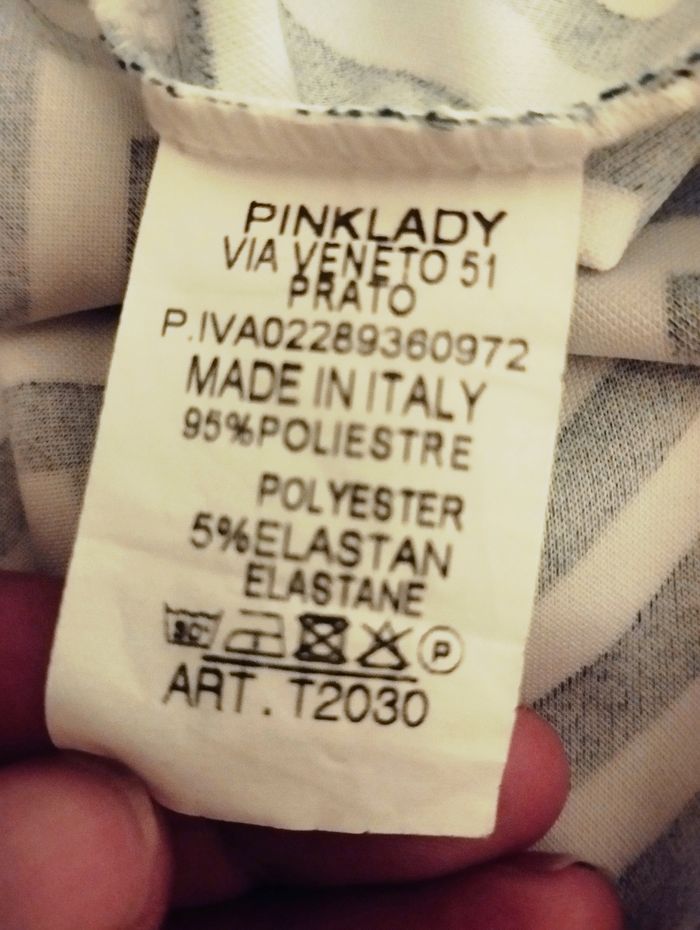 PINKLADY
VIA VENETO 51
PRATO
P.IVA02289360972
MADE IN ITALY
95%POLIESTRE
POLYESTER
5%ELASTAN
ELASTANE
P
ART. T2030